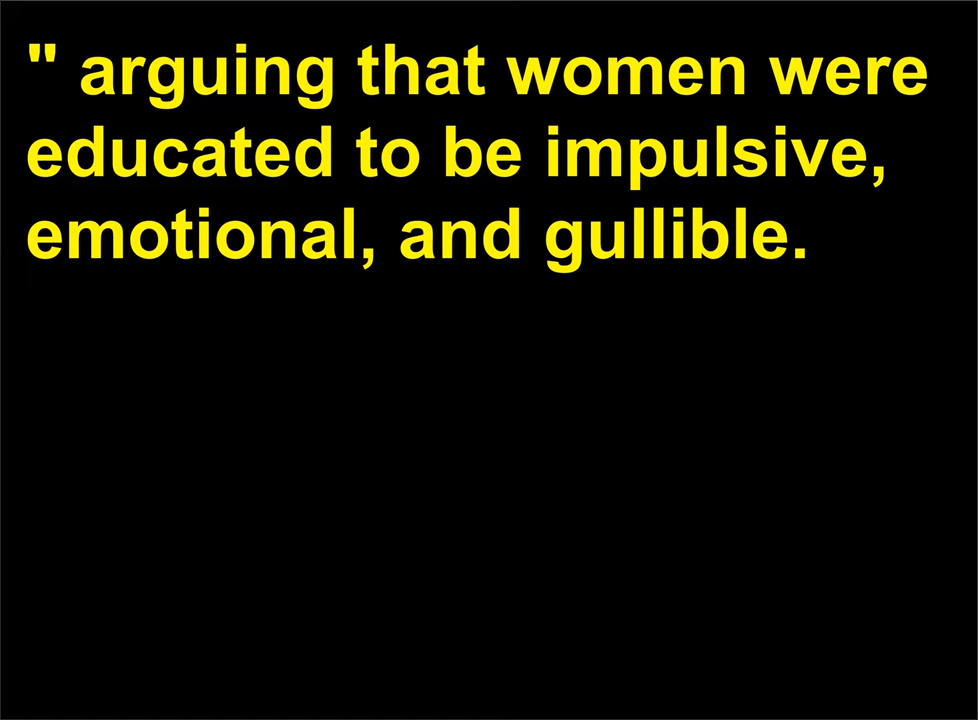 " arguing that women were
educated to be impulsive,
emotional, and gullible.